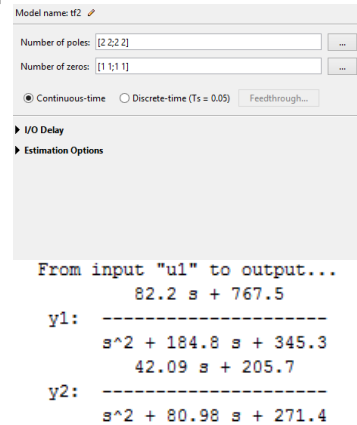 Model name: tf2
Number of poles: [2 2;2 2] ...
Number of zeros: [1 1;1 1] ...
Continuous-time Discrete-time (Ts = 0.05) Feedthrough...
I/O Delay
Estimation Options
From input "u1" to output...
82.2 s + 767.5
y1: ---------------------
s^2 + 184.8 s + 345.3
42.09 s + 205.7
y2: ---------------------
s^2 + 80.98 s + 271.4